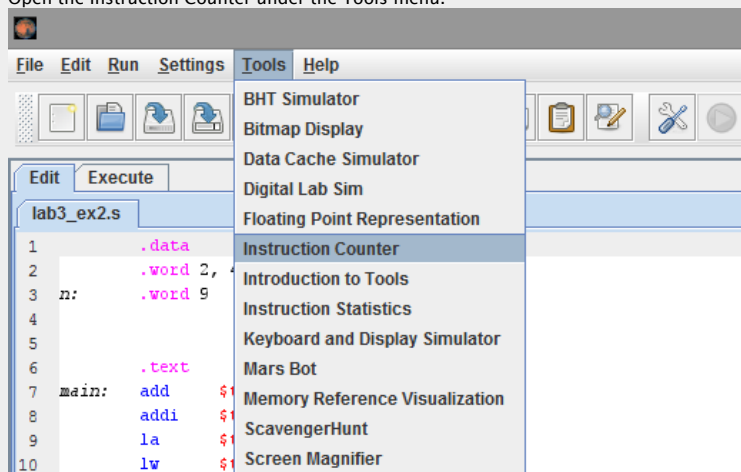 Open the Instruction Counter under the Tools menu.
File Edit Run Settings Tools Help
BHT Simulator
Bitmap Display
Data Cache Simulator
Digital Lab Sim
Floating Point Representation
Instruction Counter
Introduction to Tools
Instruction Statistics
Keyboard and Display Simulator
Mars Bot
Memory Reference Visualization
ScavengerHunt
Screen Magnifier
Edit Execute
lab3_ex2.s
1 .data
2 .word 2,
3 n: .word 9
4
5
6 .text
7 main: add
8 addi
9 la
10 lw